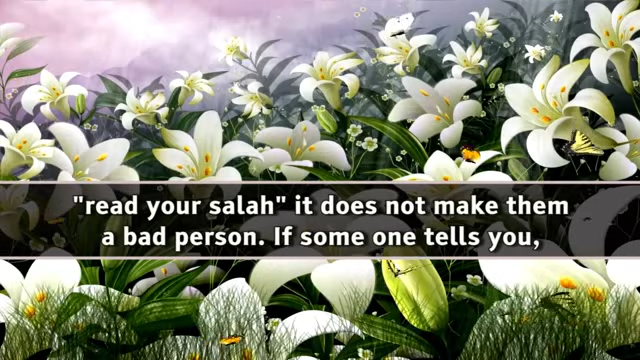 "read your salah" it does not make them
a bad person. If some one tells you,